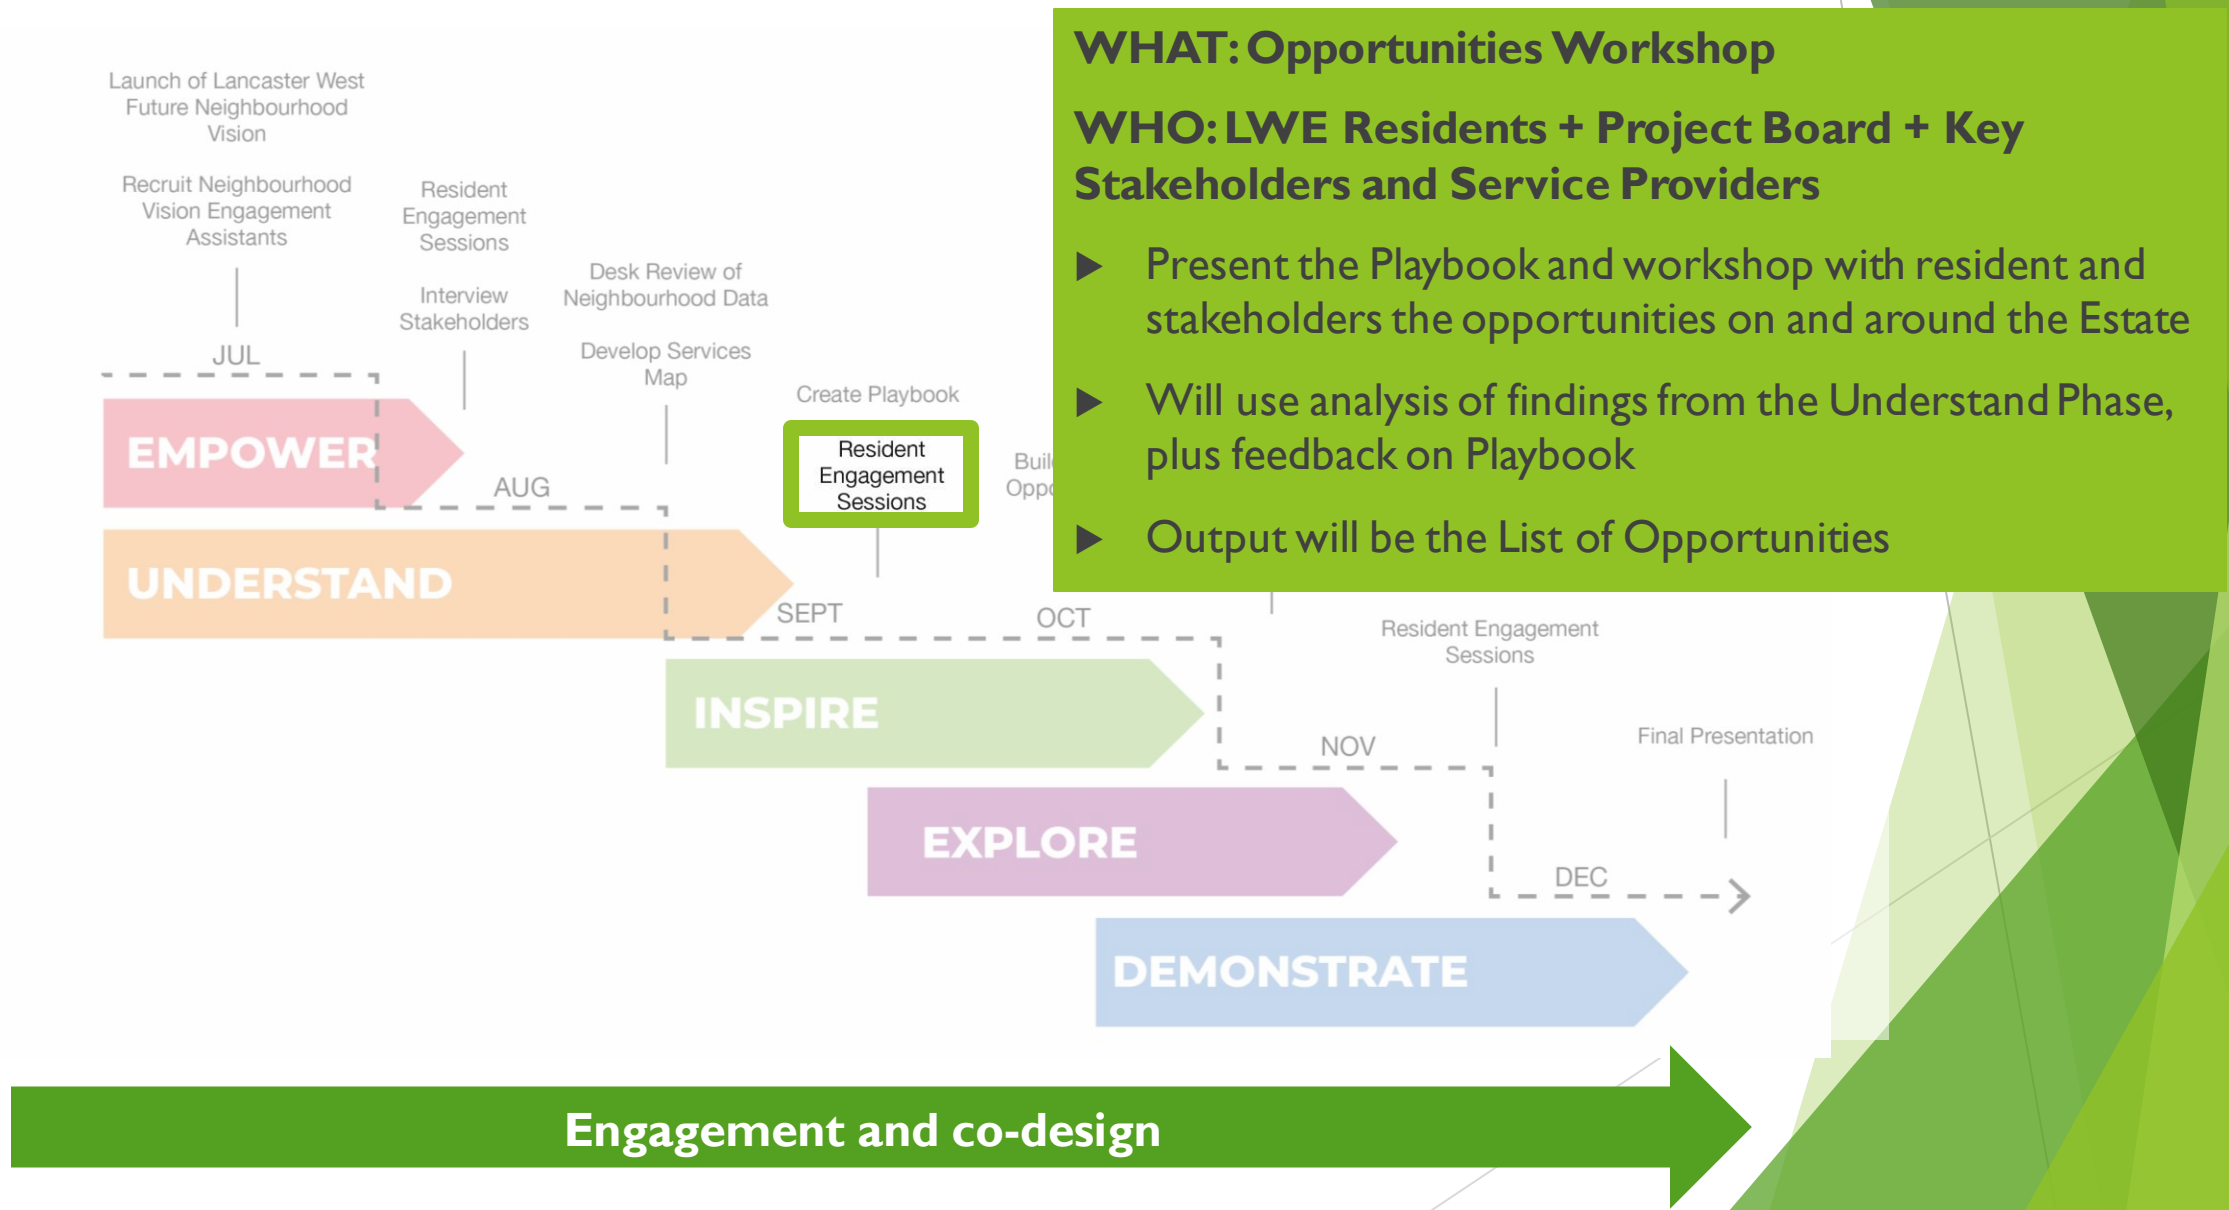 WHAT: Opportunities Workshop
WHO: LWE Residents + Project Board + Key
Stakeholders and Service Providers
Present the Playbook and workshop with resident and
stakeholders the opportunities on and around the Estate
Will use analysis of findings from the Understand Phase,
plus feedback on Playbook
Output will be the List of Opportunities
Launch of Lancaster West
Future Neighbourhood
Vision
Recruit Neighbourhood
Vision Engagement
Assistants
JUL
Resident
Engagement
Sessions
Interview
Stakeholders
Desk Review of
Neighbourhood Data
Develop Services
Map
Create Playbook
Resident
Engagement
Sessions
EMPOWER
AUG
UNDERSTAND
SEPT
OCT
Resident Engagement
Sessions
INSPIRE
NOV
Final Presentation
EXPLORE
DEC
DEMONSTRATE
Engagement and co-design